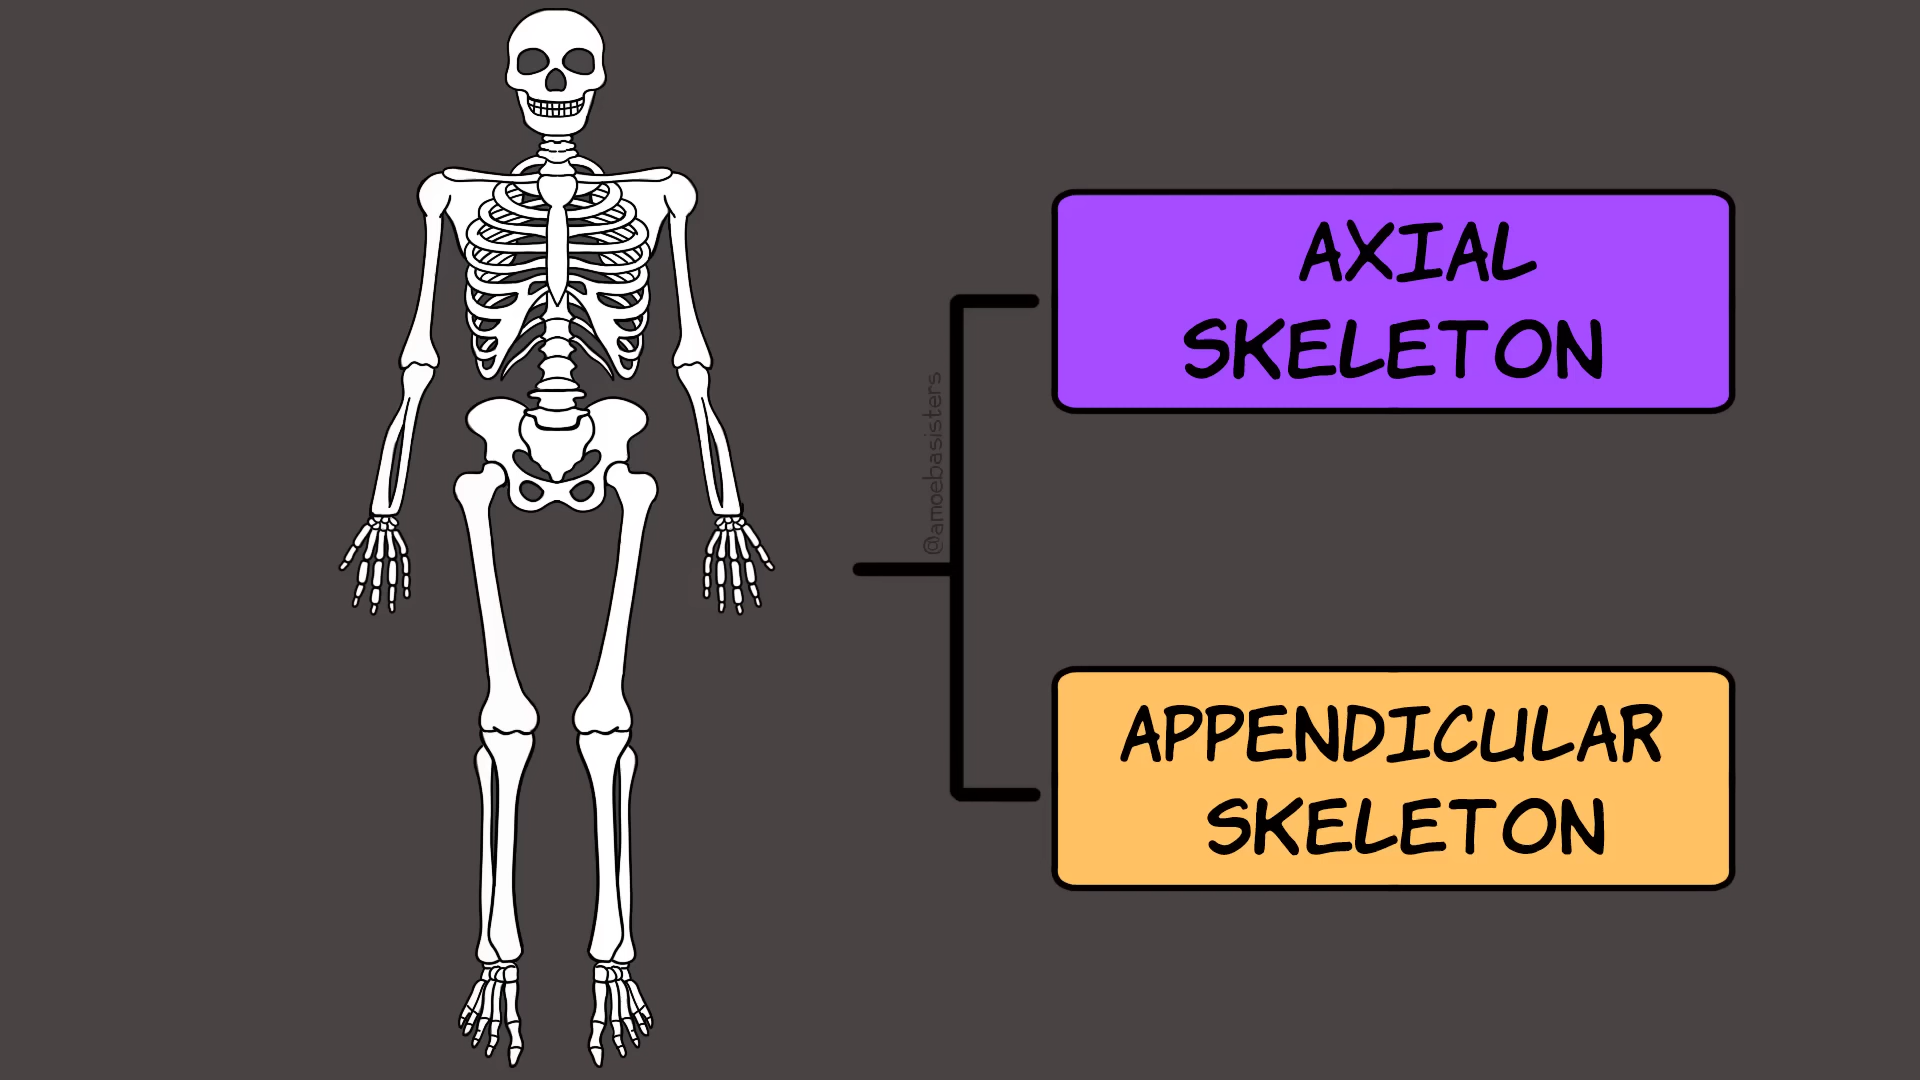 AXIAL
SKELETON
@amoebasisters
APPENDICULAR
SKELETON